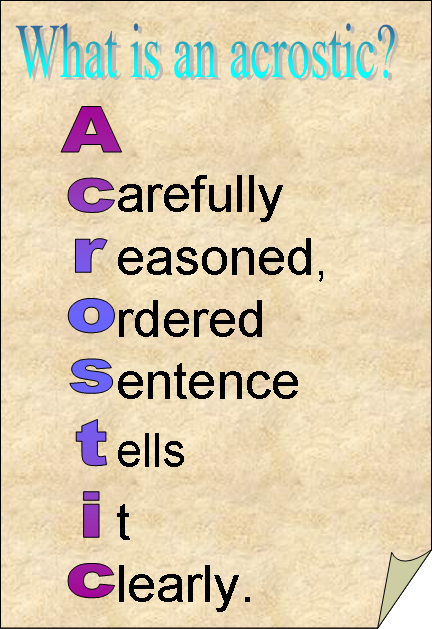 What is an acrostic?
A
carefully
reasoned,
ordered
sentence
tells
it
clearly.